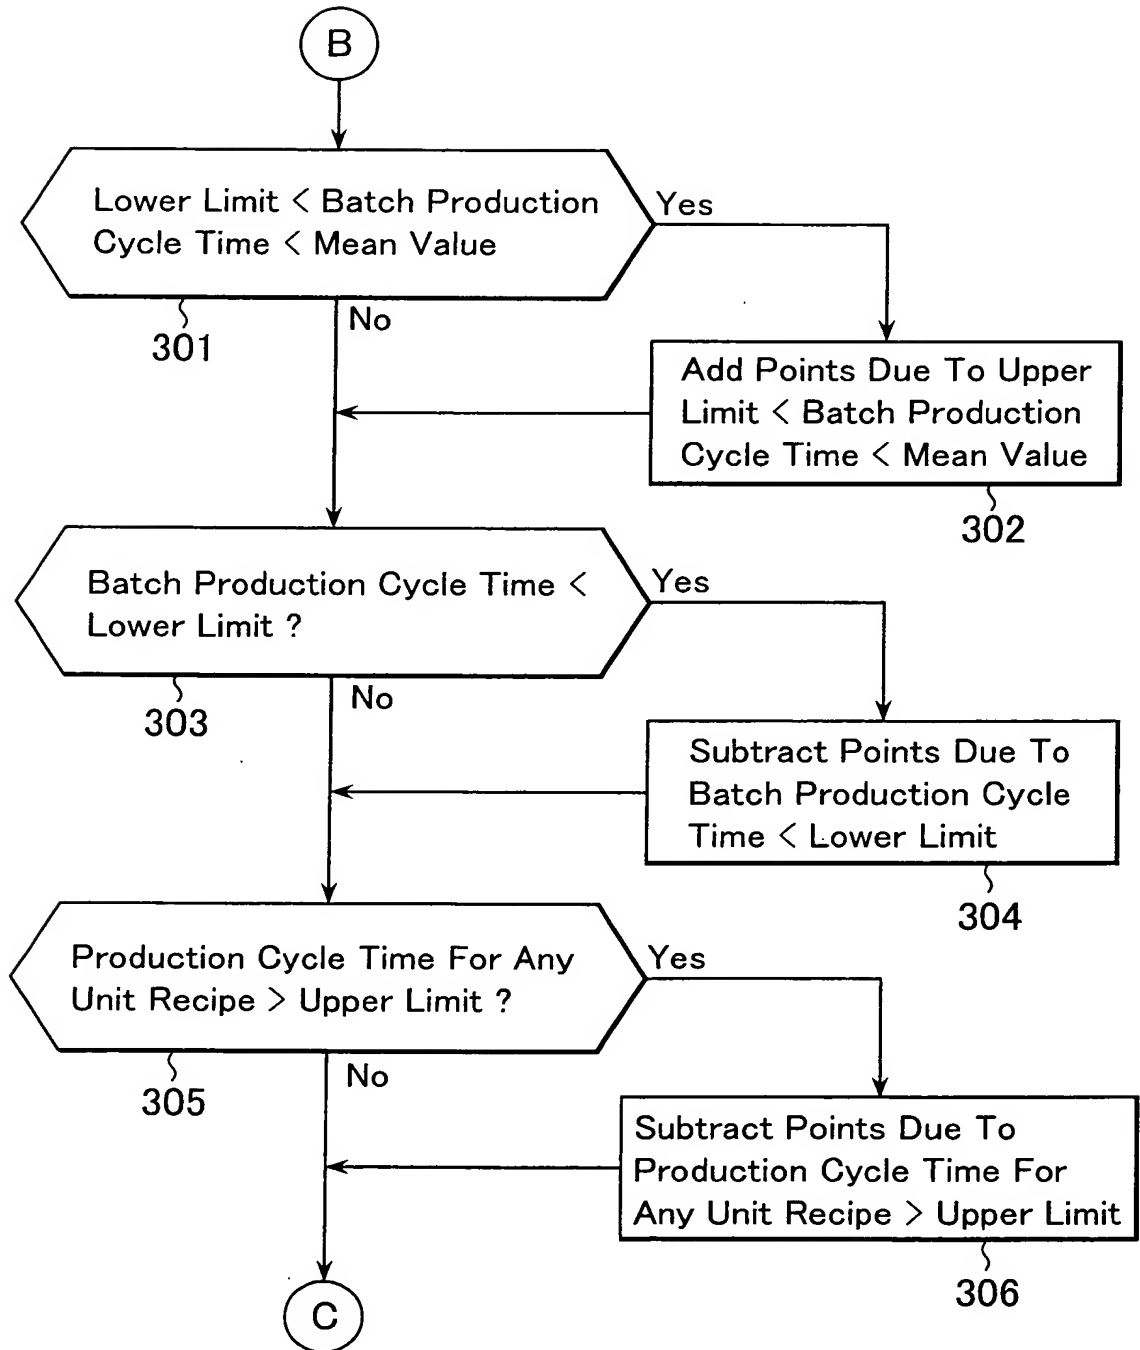 B
Lower Limit < Batch Production
Cycle Time < Mean Value
Yes
No
301
Add Points Due To Upper
Limit < Batch Production
Cycle Time < Mean Value
302
Batch Production Cycle Time <
Lower Limit ?
Yes
No
303
Subtract Points Due To
Batch Production Cycle
Time < Lower Limit
304
Production Cycle Time For Any
Unit Recipe > Upper Limit ?
Yes
No
305
Subtract Points Due To
Production Cycle Time For
Any Unit Recipe > Upper Limit
306
C